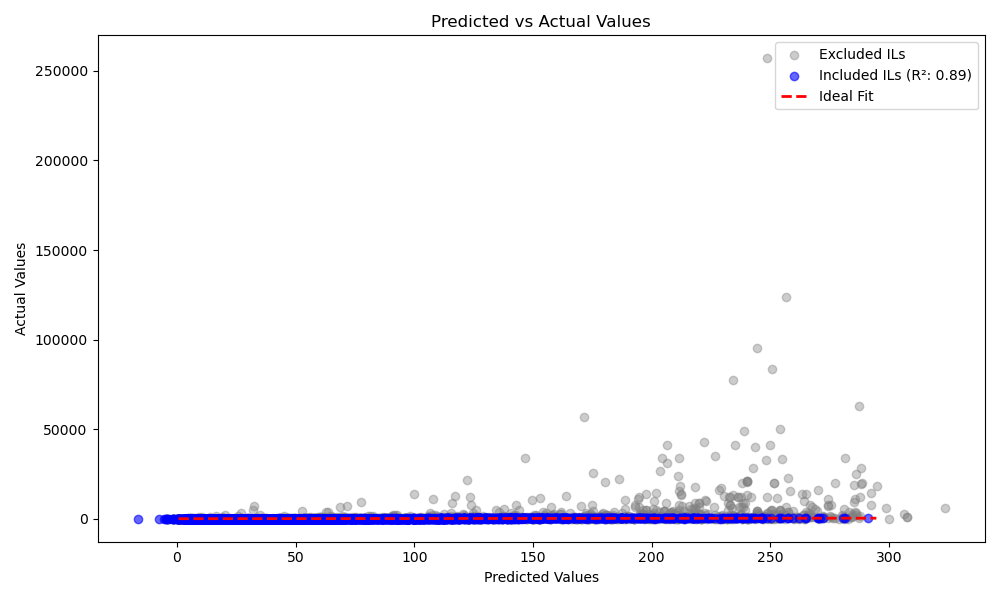 Predicted vs Actual Values
Excluded ILs
Included ILs (R²: 0.89)
Ideal Fit
250000
200000
150000
100000
50000
0
Actual Values
0
50
100
150
200
250
300
Predicted Values